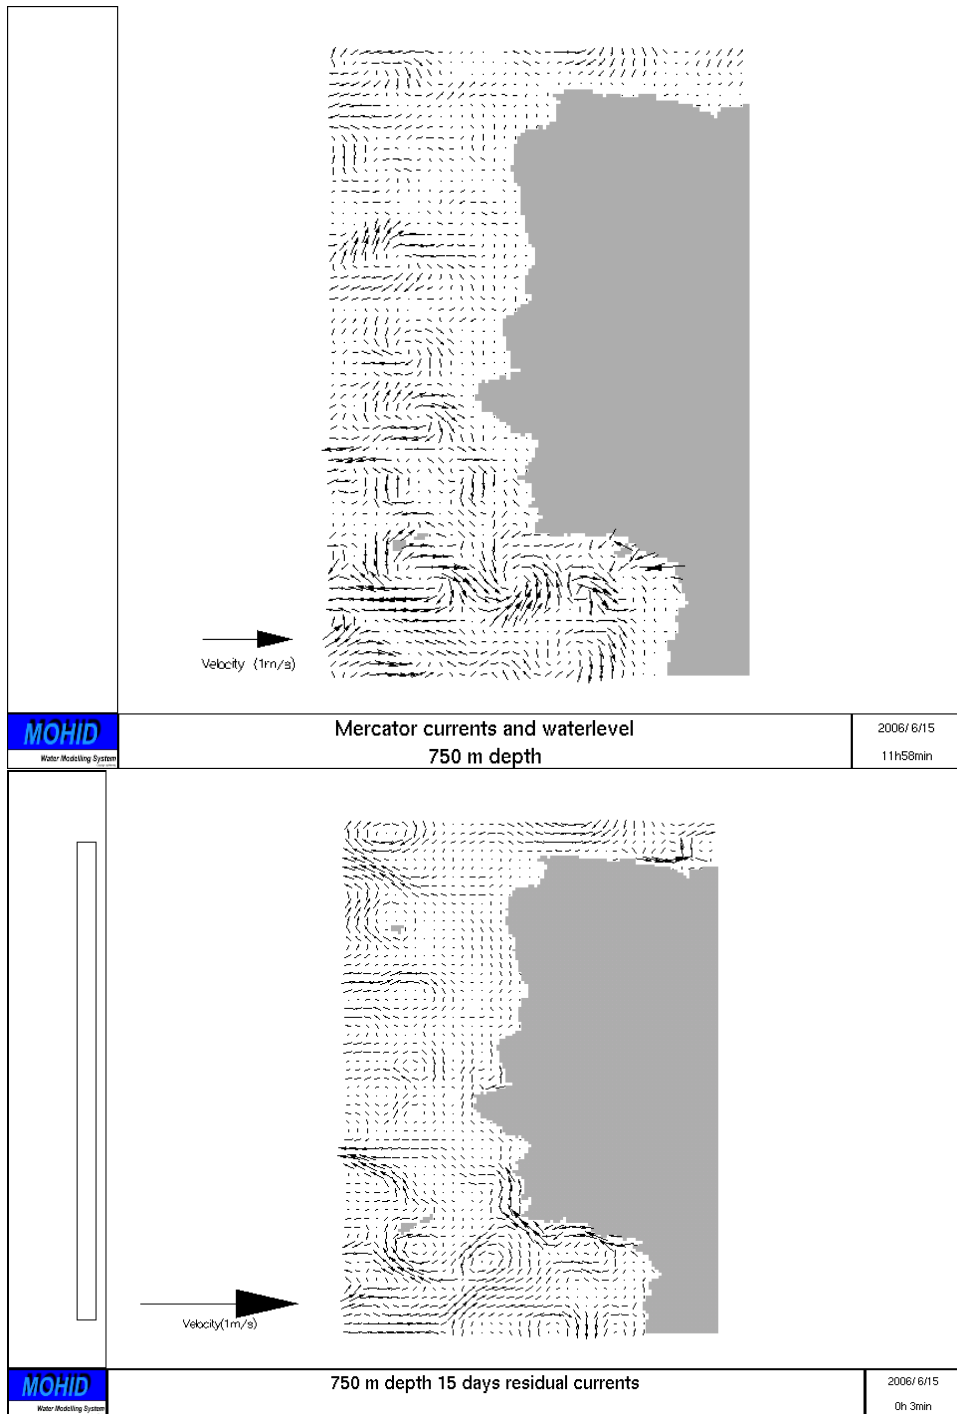 Velocity (1m/s)
MOHID
Water Modelling System
Mercator currents and waterlevel
750 m depth
2006/6/15
11h58min
Velocity(1m/s)
MOHID
Water Modelling System
750 m depth 15 days residual currents
2006/6/15
0h 3min